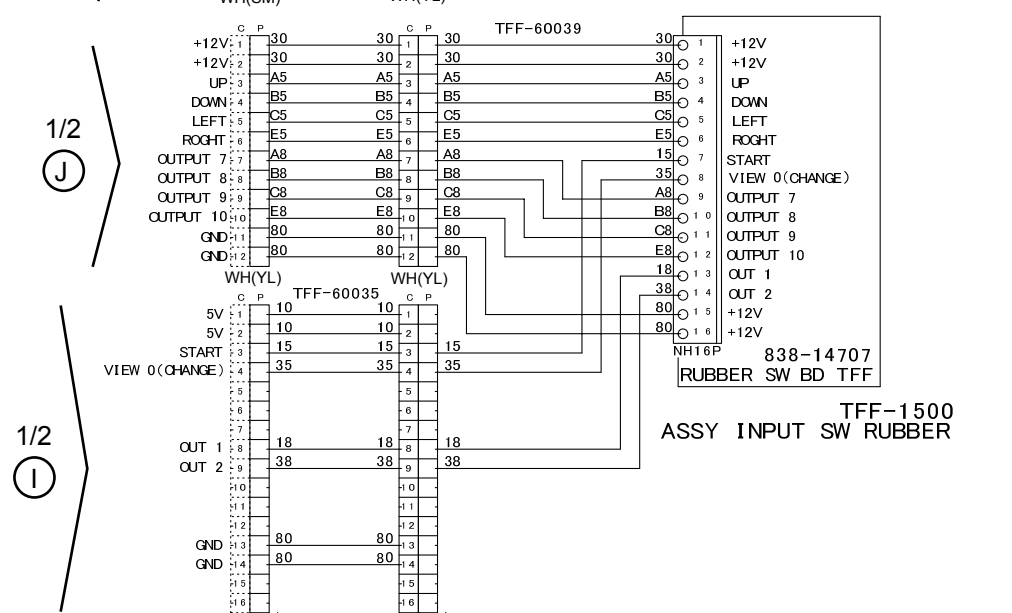 WH(SM) WH(YL)
C P C P TFF-60039
+12V 1 30 30 1 30 30 1 +12V
+12V 2 30 30 2 30 30 2 +12V
UP 3 A5 A5 3 A5 A5 3 UP
DOWN 4 B5 B5 4 B5 B5 4 DOWN
LEFT 5 C5 C5 5 C5 C5 5 LEFT
ROGHT 6 E5 E5 6 E5 E5 6 ROGHT
OUTPUT 7 7 A8 A8 7 A8 15 7 START
OUTPUT 8 8 B8 B8 8 B8 35 8 VIEW 0(CHANGE)
OUTPUT 9 9 C8 C8 9 C8 A8 9 OUTPUT 7
OUTPUT 10 10 E8 E8 10 E8 B8 10 OUTPUT 8
GND 11 80 80 11 80 C8 11 OUTPUT 9
GND 12 80 80 12 80 E8 12 OUTPUT 10
18 13 OUT 1
38 14 OUT 2
80 15 +12V
80 16 +12V
1/2
J
NH16P
838-14707
RUBBER SW BD TFF
TFF-1500
ASSY INPUT SW RUBBER
WH(YL) WH(YL)
C P TFF-60035 C P
5V 1 10 10 1
5V 2 10 10 2
START 3 15 15 3 15
VIEW 0(CHANGE) 4 35 35 4 35
5 5
6 6
7 7
OUT 1 8 18 18 8 18
OUT 2 9 38 38 9 38
10 10
11 11
12 12
GND 13 80 80 13
GND 14 80 80 14
15 15
16 16
1/2
I